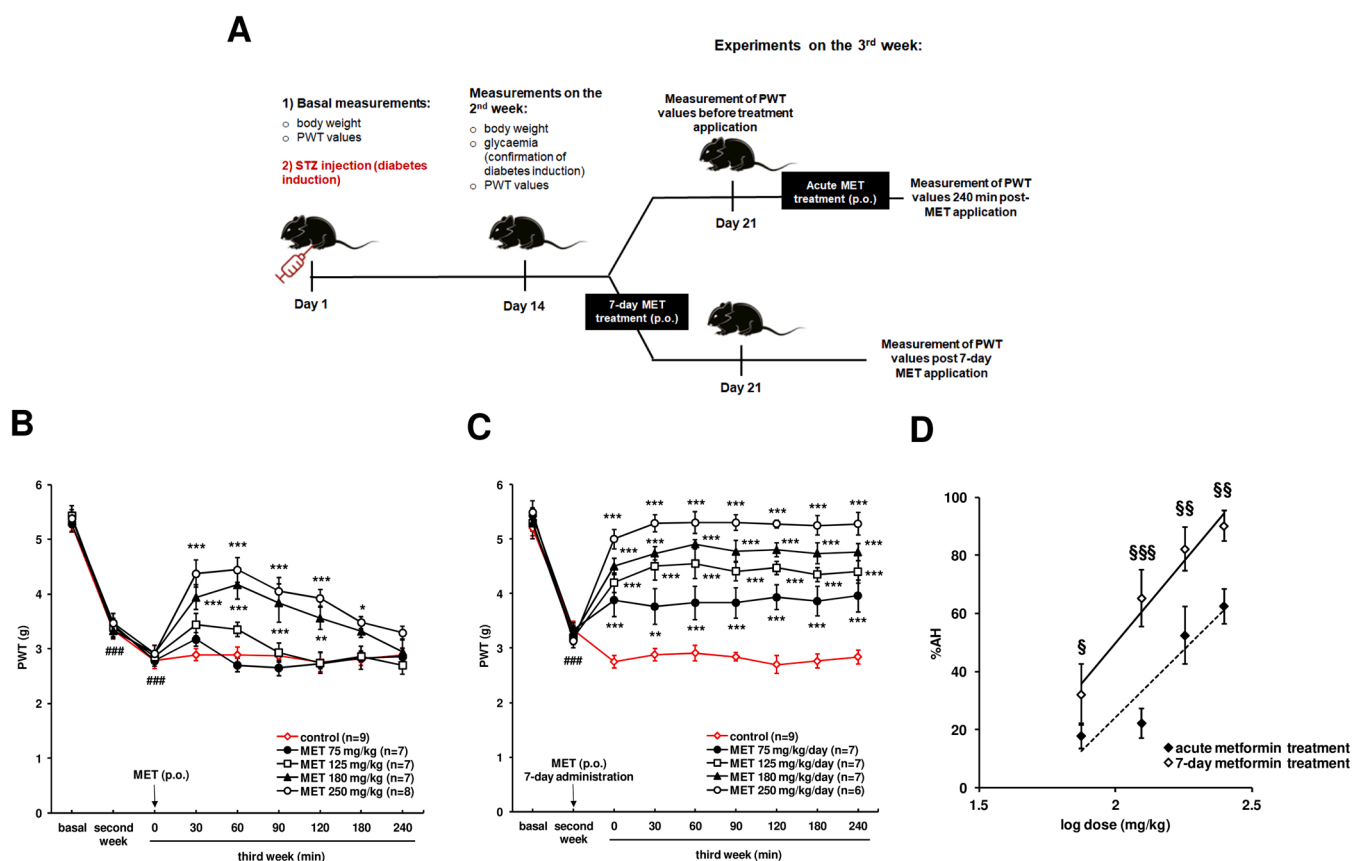 A
Experiments on the 3rd week:
1) Basal measurements:
○ body weight
○ PWT values
2) STZ injection (diabetes
induction)
Measurements on the
2nd week:
○ body weight
○ glycaemia
(confirmation of
diabetes induction)
○ PWT values
Measurement of PWT
values before treatment
application
Acute MET
treatment (p.o.)
Measurement of PWT
values 240 min post-
MET application
Day 21
Day 1
Day 14
7-day MET
treatment (p.o.)
Measurement of PWT
values post 7-day
MET application
Day 21
B
PWT (g)
6
5
4
3
2
1
0
###
###
*** *** *** *** *
*** *** *** **
control (n=9)
MET 75 mg/kg (n=7)
MET 125 mg/kg (n=7)
MET 180 mg/kg (n=7)
MET 250 mg/kg (n=8)
MET (p.o.)
basal second week 0 30 60 90 120 180 240
third week (min)
C
PWT (g)
6
5
4
3
2
1
0
###
*** *** *** *** *** *** ***
*** *** *** *** *** *** ***
*** *** *** *** *** *** ***
*** ** *** *** *** *** ***
control (n=9)
MET 75 mg/kg/day (n=7)
MET 125 mg/kg/day (n=7)
MET 180 mg/kg/day (n=7)
MET 250 mg/kg/day (n=6)
MET (p.o.)
7-day administration
basal second week 0 30 60 90 120 180 240
third week (min)
D
%AH
100
80
60
40
20
0
§ §§§ §§ §§
acute metformin treatment
7-day metformin treatment
1.5 2 2.5
log dose (mg/kg)